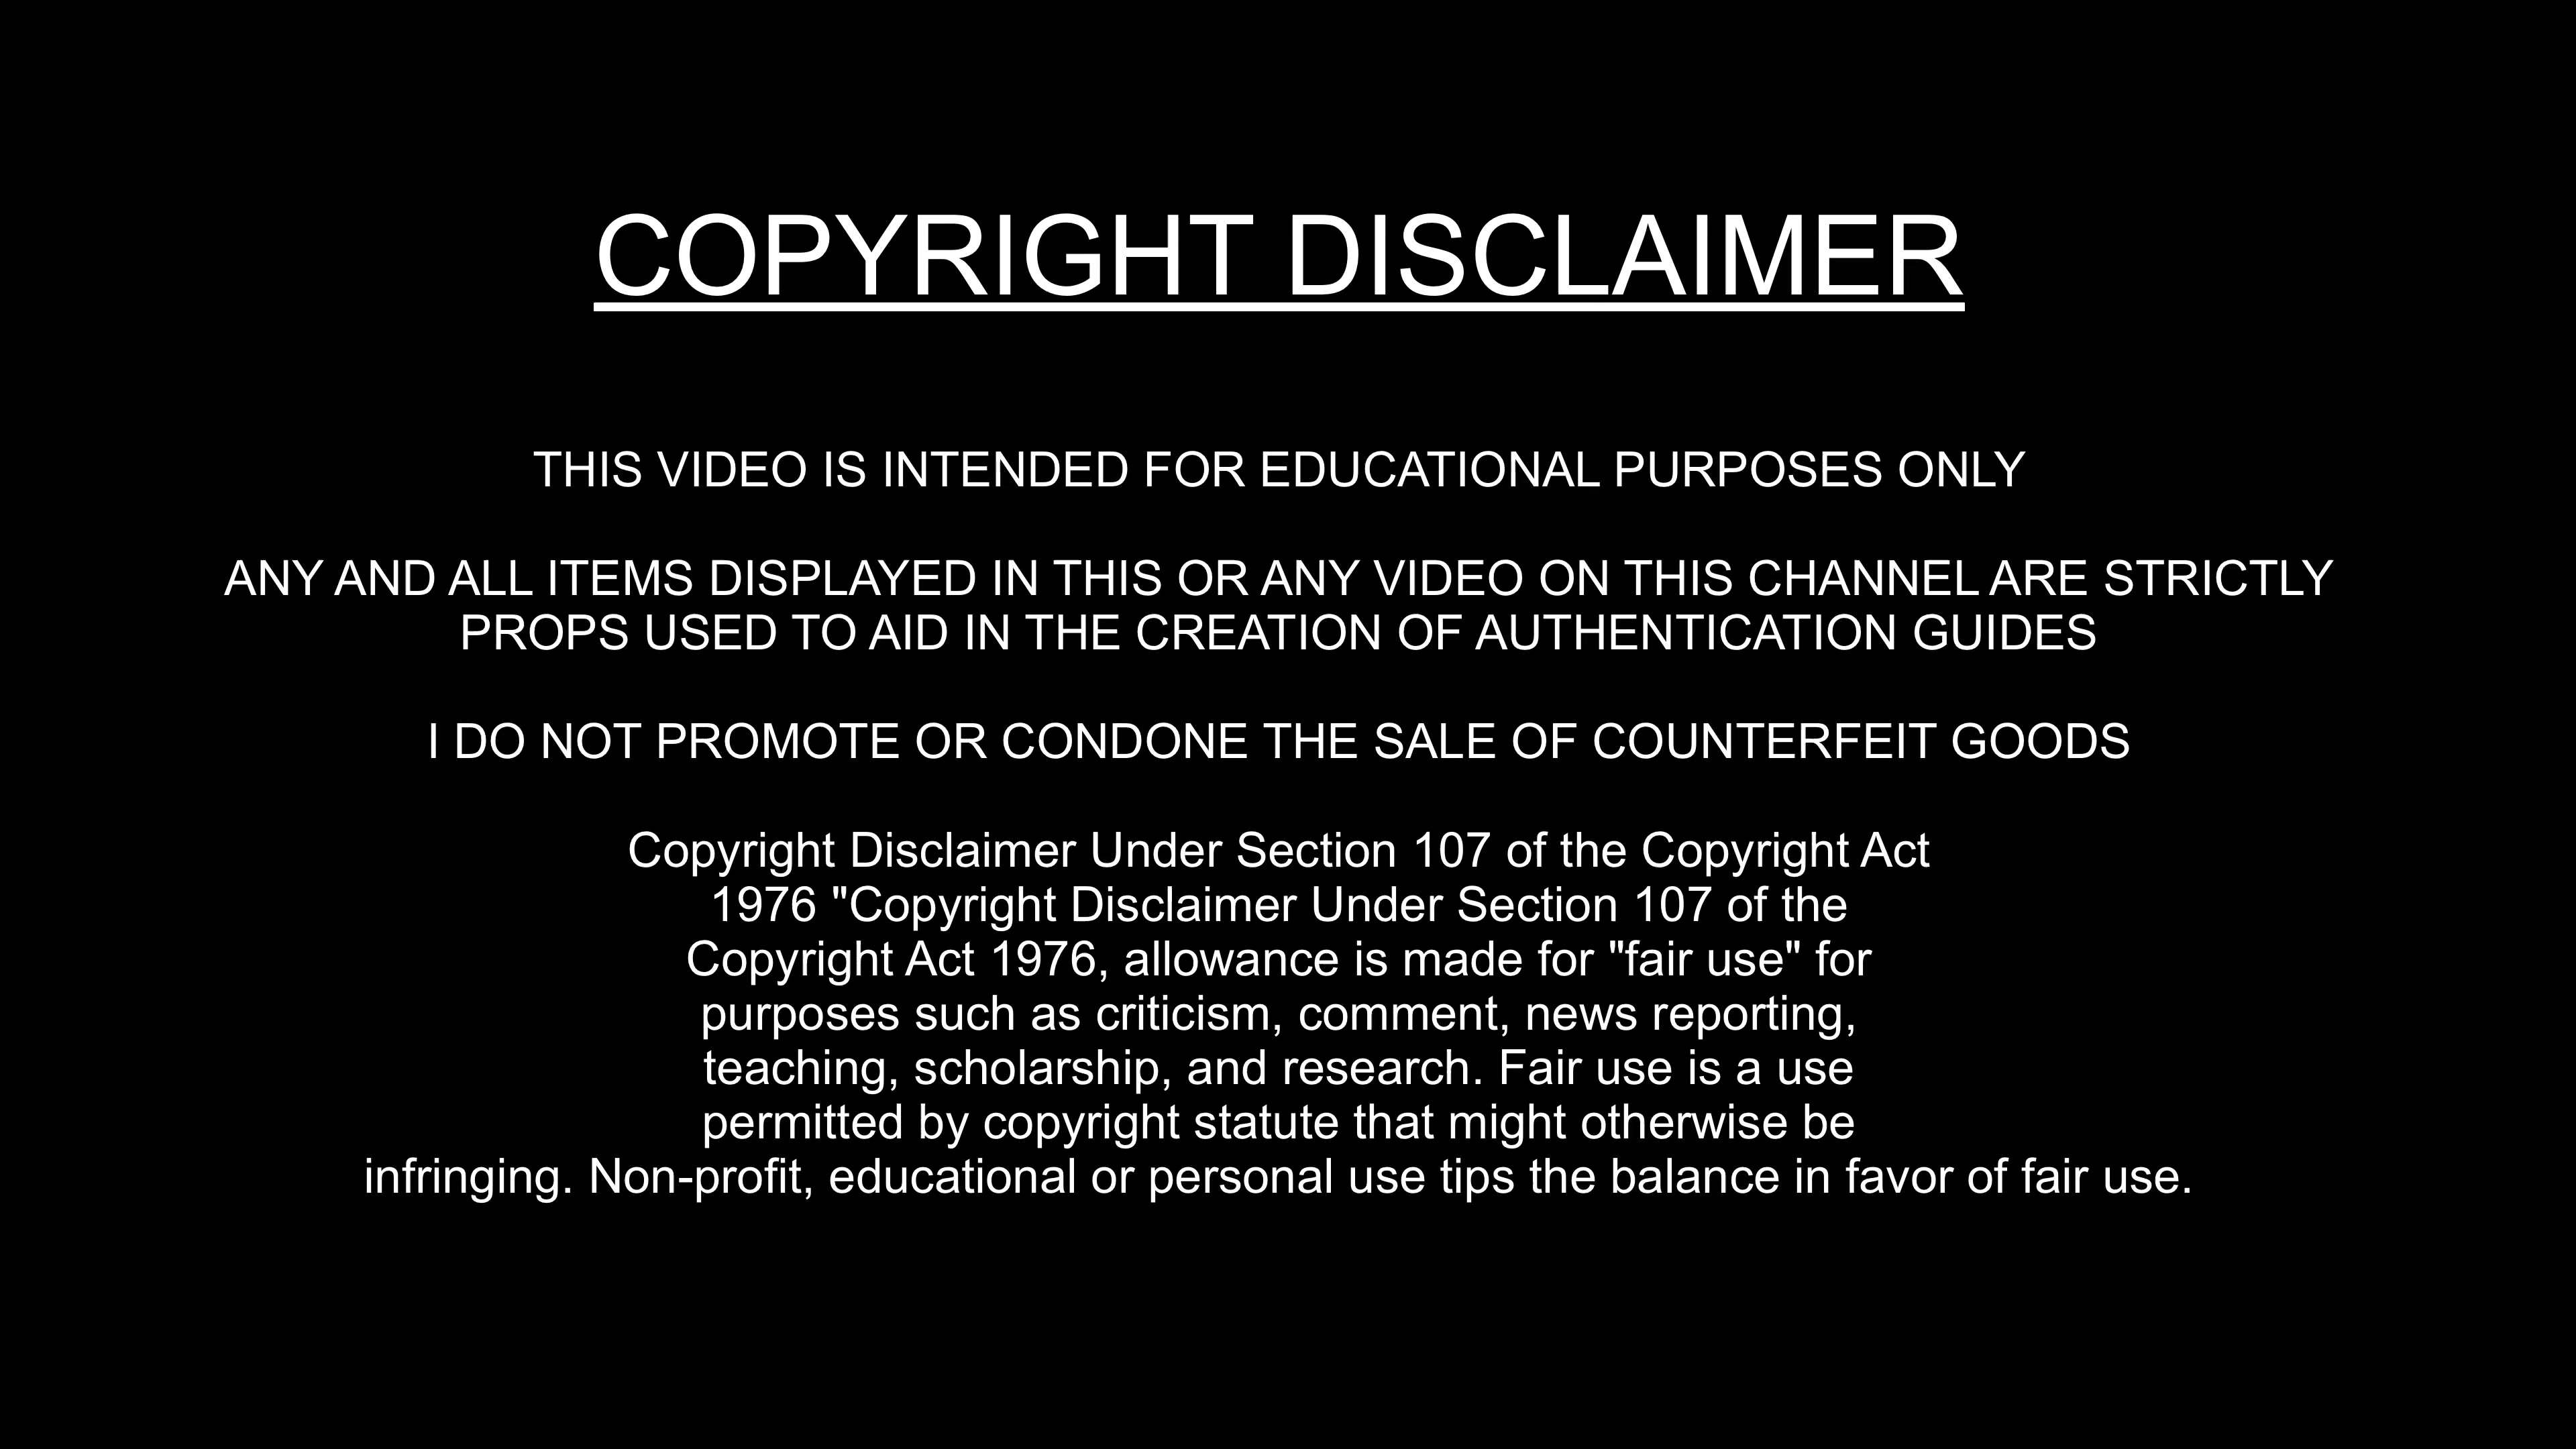 COPYRIGHT DISCLAIMER
THIS VIDEO IS INTENDED FOR EDUCATIONAL PURPOSES ONLY
ANY AND ALL ITEMS DISPLAYED IN THIS OR ANY VIDEO ON THIS CHANNEL ARE STRICTLY
PROPS USED TO AID IN THE CREATION OF AUTHENTICATION GUIDES
I DO NOT PROMOTE OR CONDONE THE SALE OF COUNTERFEIT GOODS
Copyright Disclaimer Under Section 107 of the Copyright Act
1976 "Copyright Disclaimer Under Section 107 of the
Copyright Act 1976, allowance is made for "fair use" for
purposes such as criticism, comment, news reporting,
teaching, scholarship, and research. Fair use is a use
permitted by copyright statute that might otherwise be
infringing. Non-profit, educational or personal use tips the balance in favor of fair use.